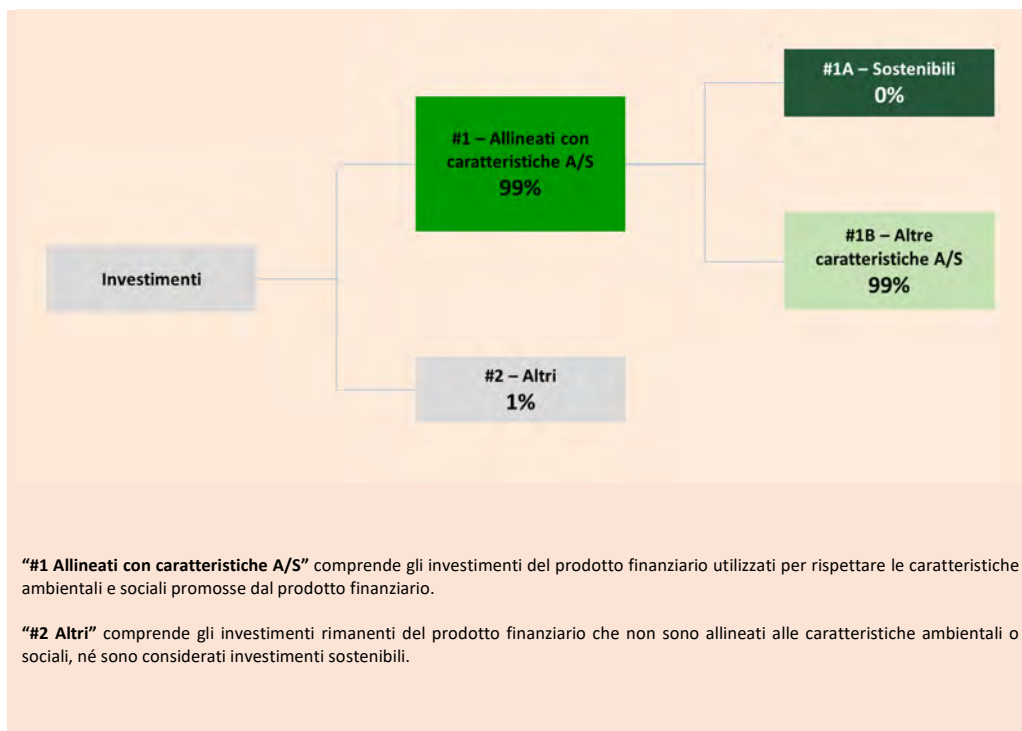 #1A – Sostenibili
0%
#1 – Allineati con
caratteristiche A/S
99%
#1B – Altre
caratteristiche A/S
99%
Investimenti
#2 – Altri
1%
“#1 Allineati con caratteristiche A/S” comprende gli investimenti del prodotto finanziario utilizzati per rispettare le caratteristiche
ambientali e sociali promosse dal prodotto finanziario.
“#2 Altri” comprende gli investimenti rimanenti del prodotto finanziario che non sono allineati alle caratteristiche ambientali o
sociali, né sono considerati investimenti sostenibili.